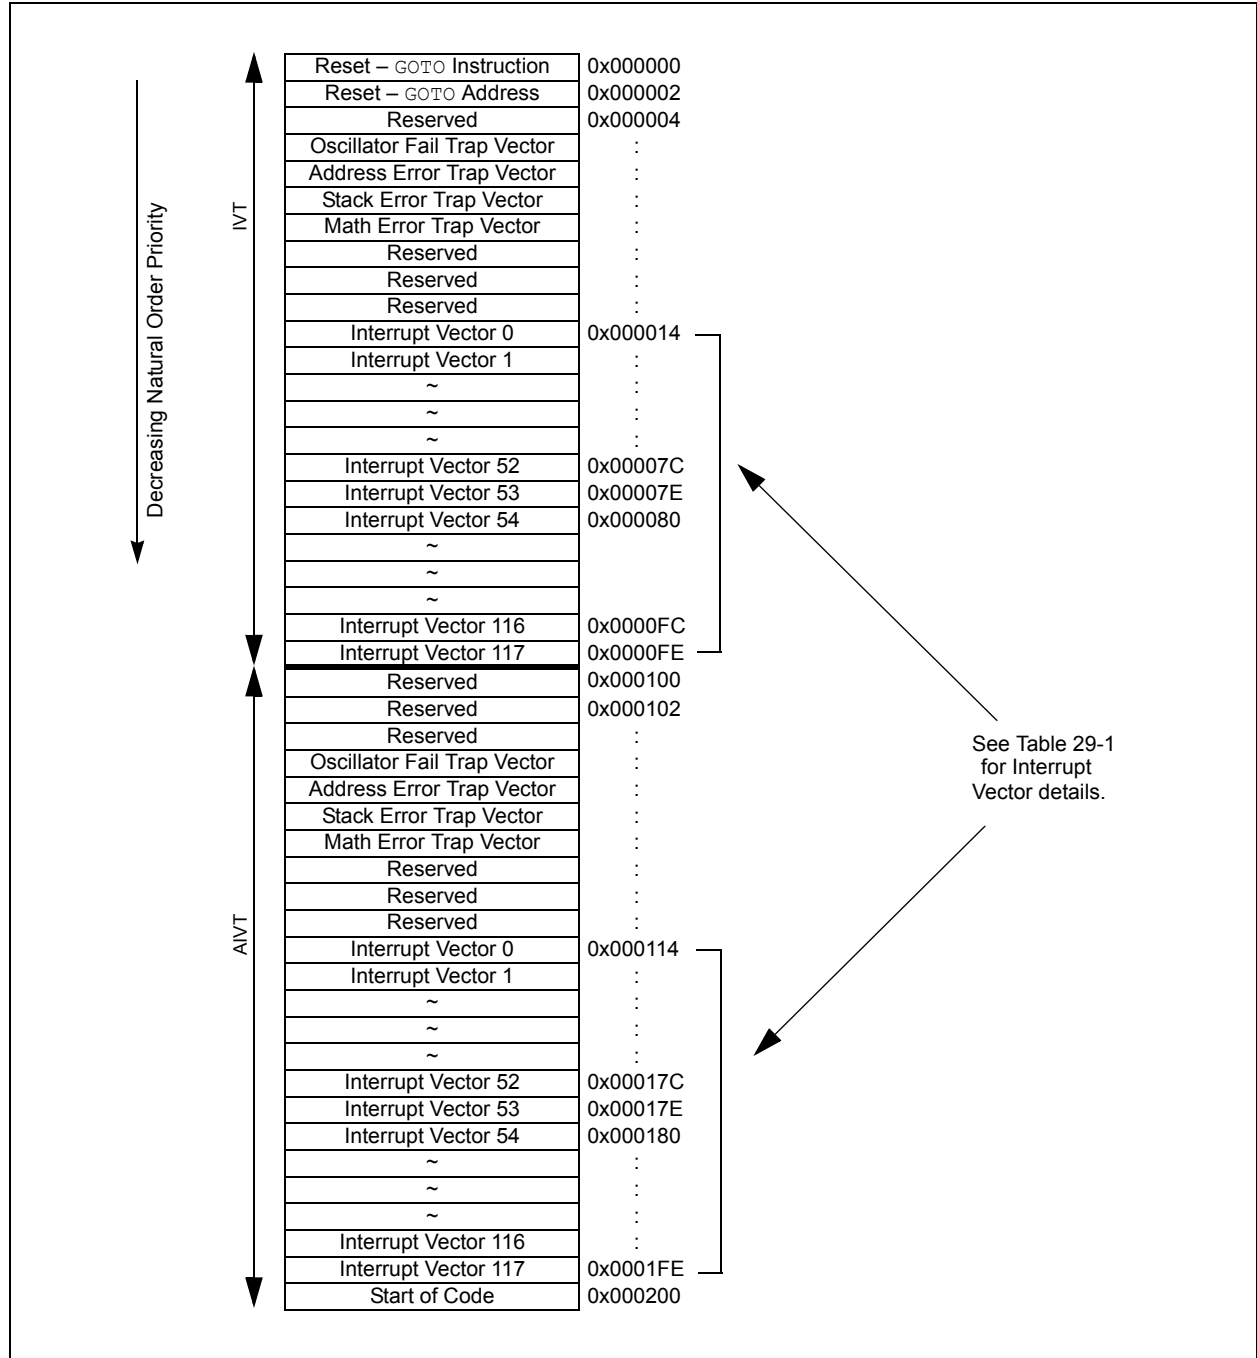 Decreasing Natural Order Priority
IVT
Reset – GOTO Instruction 0x000000
Reset – GOTO Address 0x000002
Reserved 0x000004
Oscillator Fail Trap Vector :
Address Error Trap Vector :
Stack Error Trap Vector :
Math Error Trap Vector :
Reserved :
Reserved :
Reserved :
Interrupt Vector 0 0x000014
Interrupt Vector 1 :
~ :
~ :
~ :
Interrupt Vector 52 0x00007C
Interrupt Vector 53 0x00007E
Interrupt Vector 54 0x000080
~
~
~
Interrupt Vector 116 0x0000FC
Interrupt Vector 117 0x0000FE
AIVT
Reserved 0x000100
Reserved 0x000102
Reserved :
Oscillator Fail Trap Vector :
Address Error Trap Vector :
Stack Error Trap Vector :
Math Error Trap Vector :
Reserved :
Reserved :
Reserved :
Interrupt Vector 0 0x000114
Interrupt Vector 1 :
~ :
~ :
~ :
Interrupt Vector 52 0x00017C
Interrupt Vector 53 0x00017E
Interrupt Vector 54 0x000180
~ :
~ :
~ :
Interrupt Vector 116 :
Interrupt Vector 117 0x0001FE
Start of Code 0x000200
See Table 29-1
for Interrupt
Vector details.